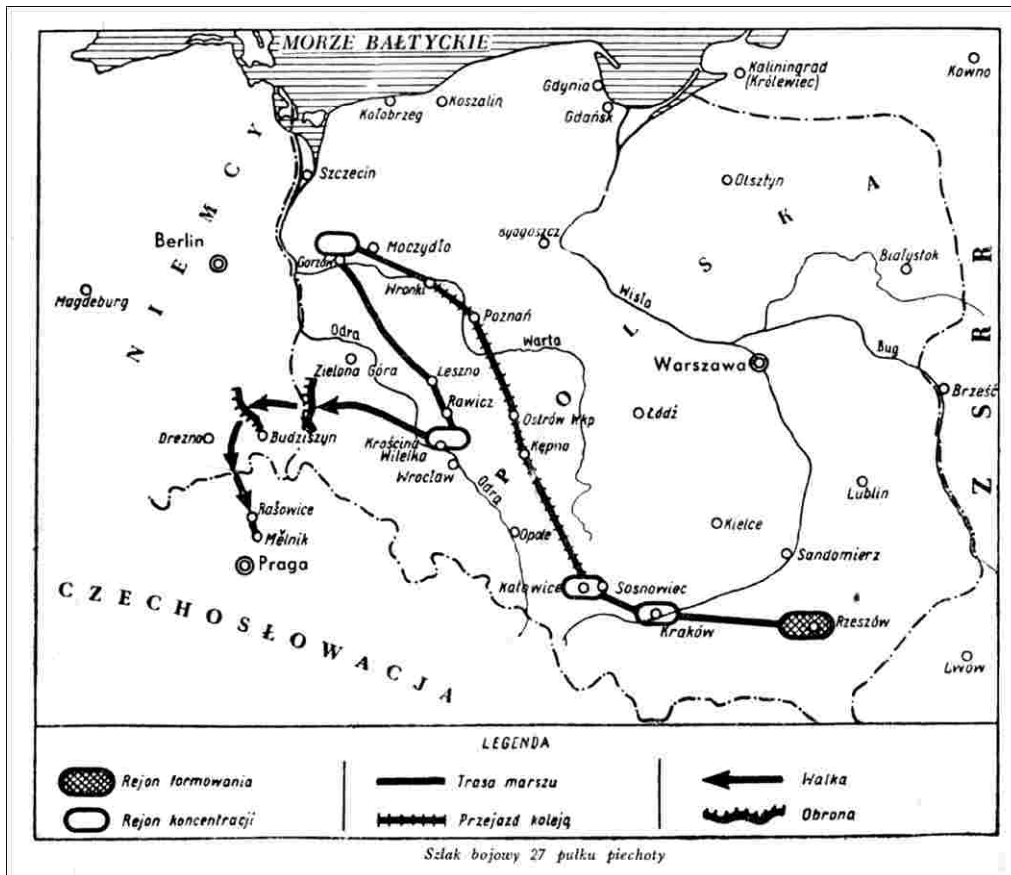 MORZE BAŁTYCKIE
Kaliningrad
(Królewiec)
Kowno
Gdynia
Gdańsk
Kołobrzeg
Koszalin
Szczecin
Olsztyn
NIEMCY
Berlin
Magdeburg
Gorzów
Moczydło
Bydgoszcz
Białystok
Wronki
Poznań
Wisła
Warta
Bug
Warszawa
Brześć
ZSRR
POLSKA
Odra
Zielona Góra
Leszno
Rawicz
Ostrów Wkp
Łódź
Drezno
Budziszyn
Krościna
Wilelka
Wrocław
Kępno
Odra
Lublin
Rašowice
Mělnik
Praga
Opole
Kielce
Sandomierz
Katowice
Sosnowiec
Kraków
Rzeszów
Lwów
CZECHOSŁOWACJA
LEGENDA
Rejon formowania
Trasa marszu
Walka
Rejon koncentracji
Przejazd koleją
Obrona
Szlak bojowy 27 pułku piechoty